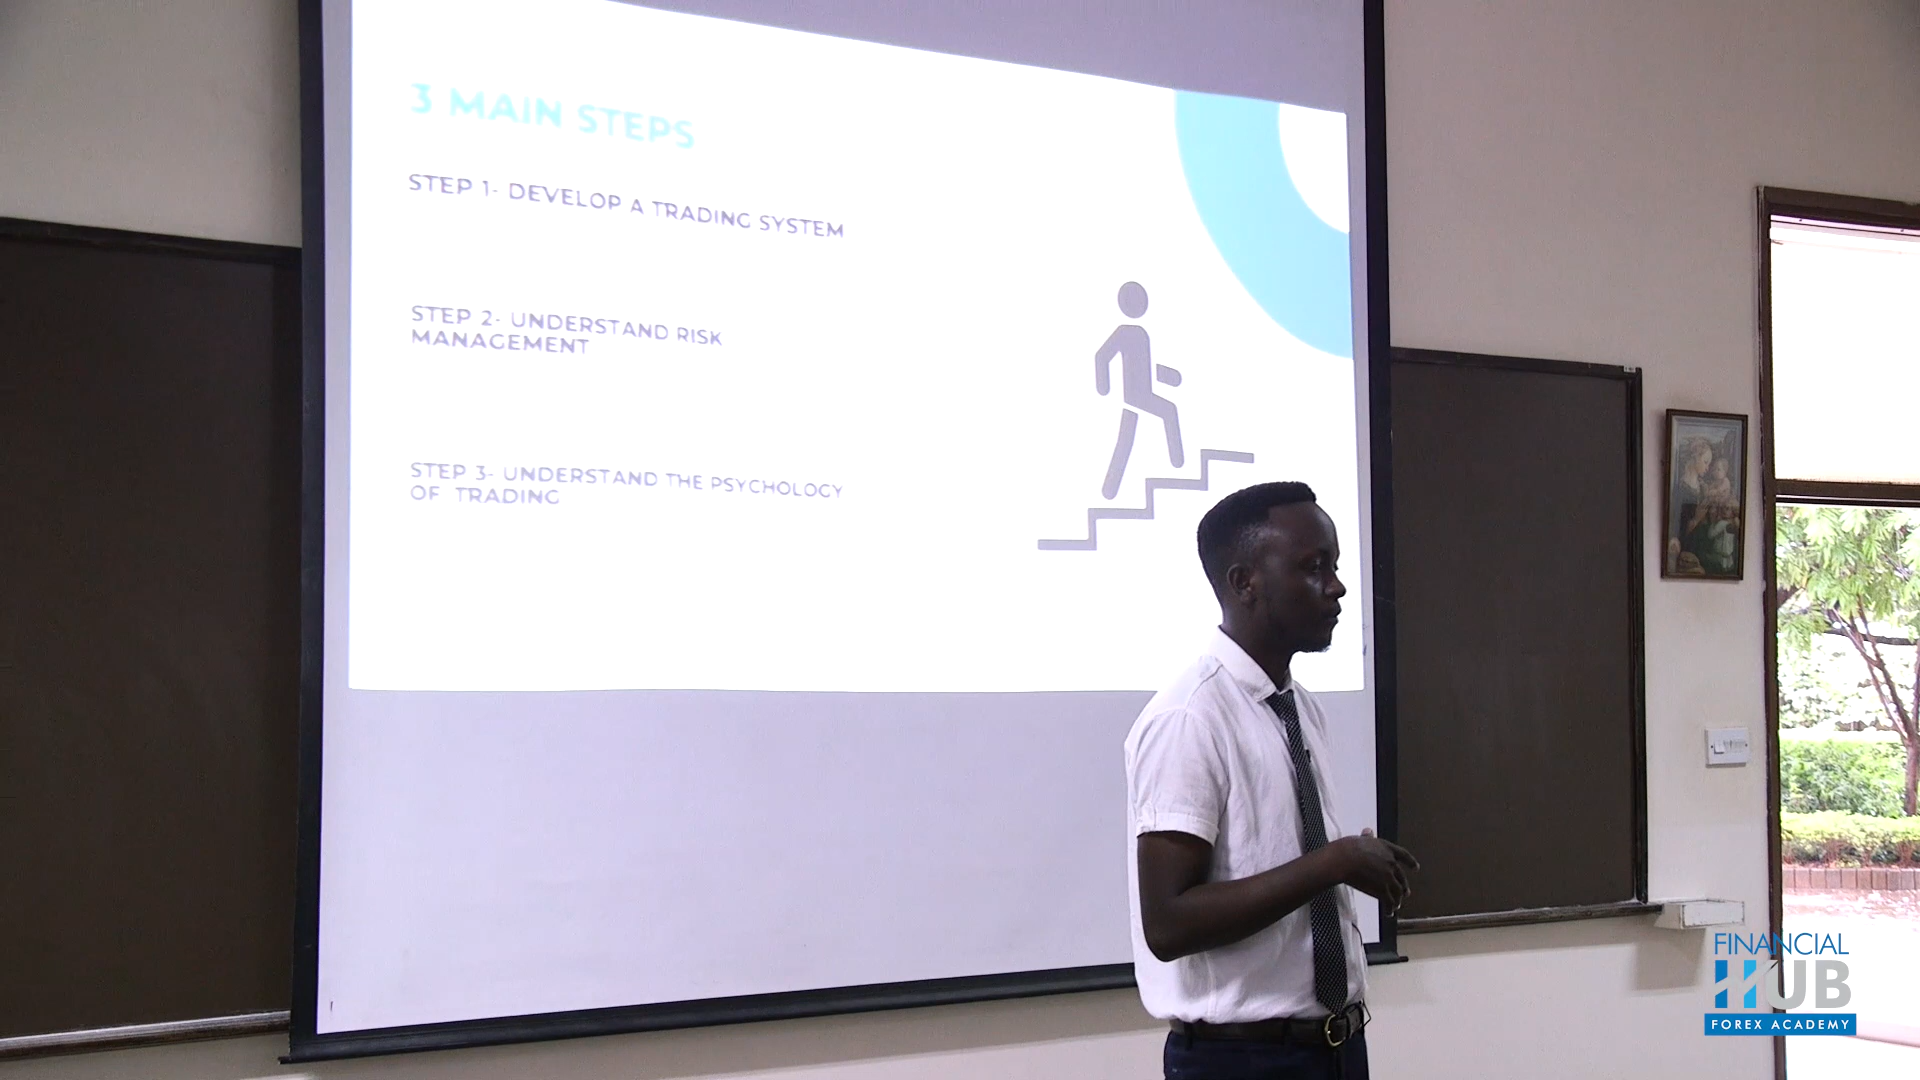 3 MAIN STEPS
STEP 1- DEVELOP A TRADING SYSTEM
STEP 2- UNDERSTAND RISK
MANAGEMENT
STEP 3- UNDERSTAND THE PSYCHOLOGY
OF TRADING
FINANCIAL
HUB
FOREX ACADEMY